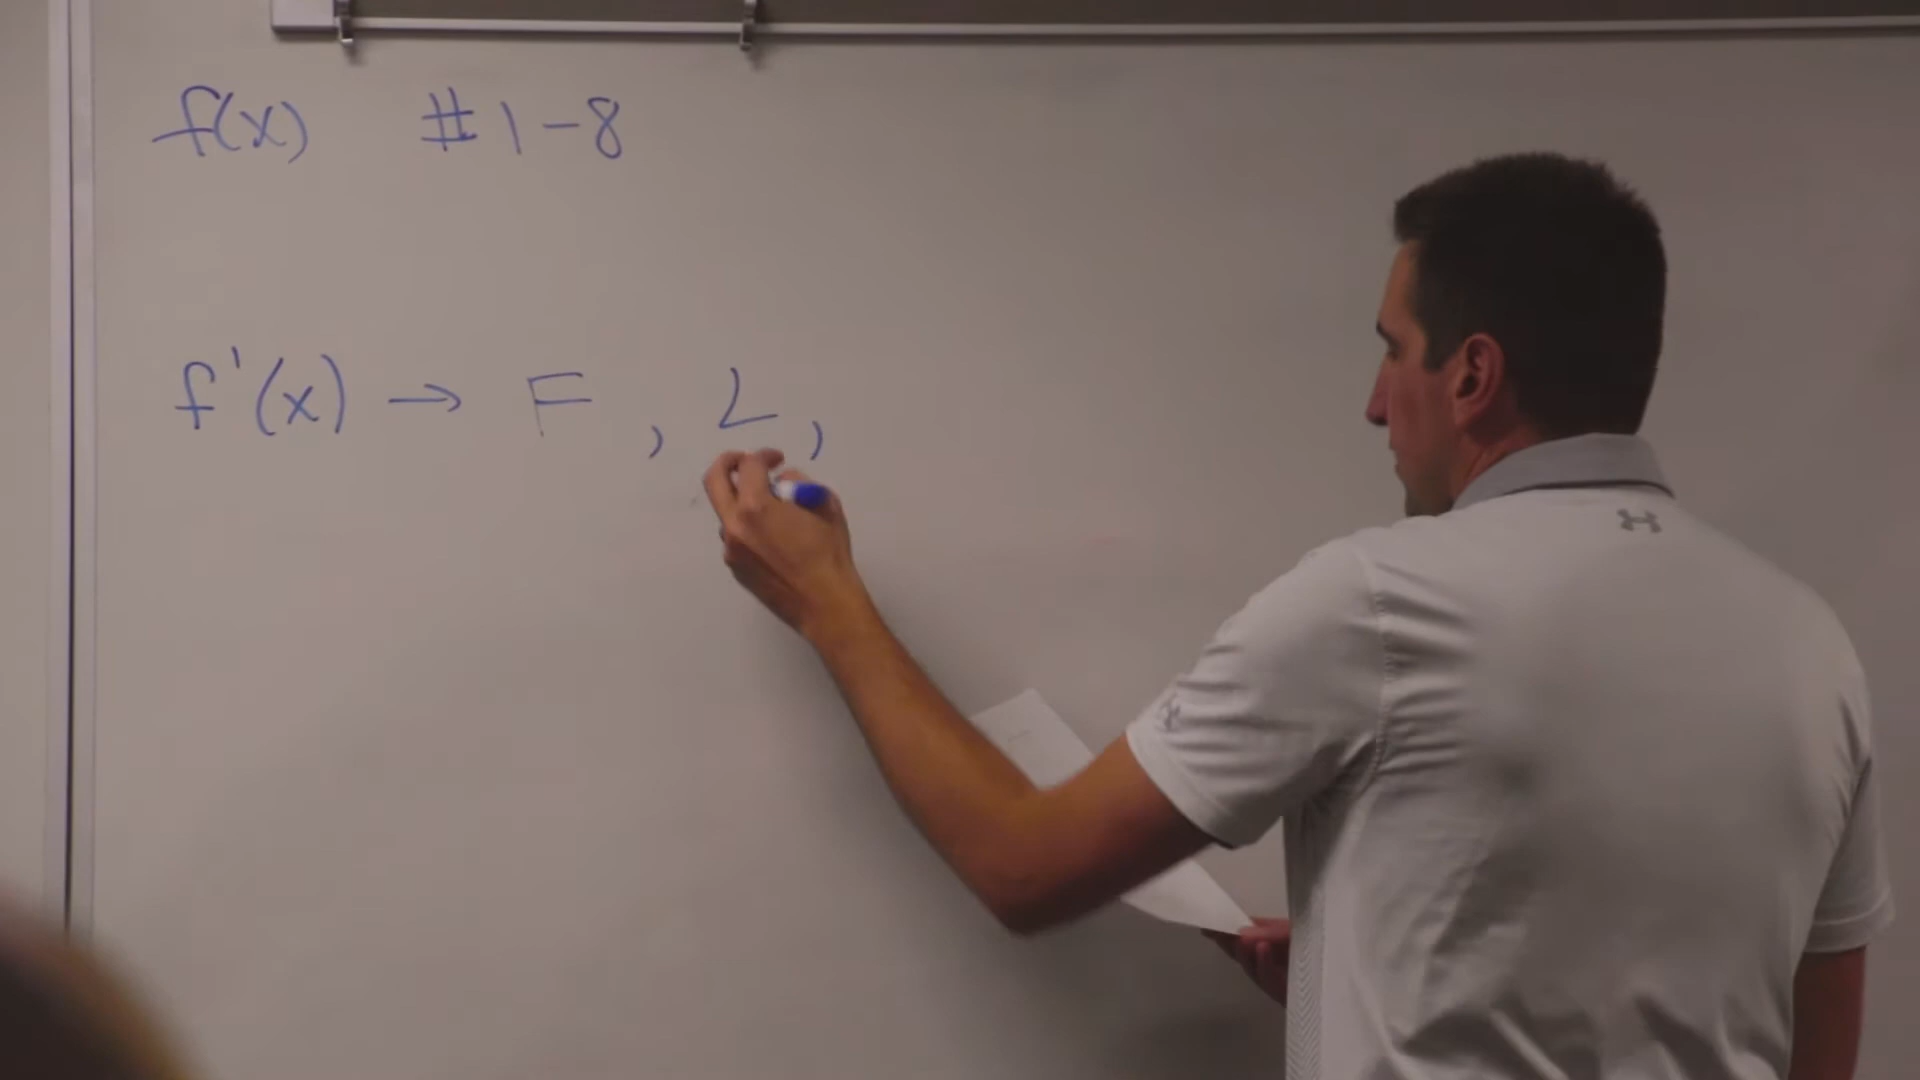 f(x) #1-8
f'(x) → F, L,